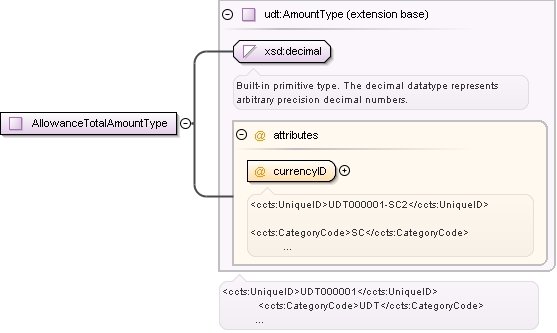 udt:AmountType (extension base)
xsd:decimal
Built-in primitive type. The decimal datatype represents
arbitrary precision decimal numbers.
AllowanceTotalAmountType
@ attributes
@ currencyID
<ccts:UniqueID>UDT000001-SC2</ccts:UniqueID>
<ccts:CategoryCode>SC</ccts:CategoryCode>
...
<ccts:UniqueID>UDT000001</ccts:UniqueID>
<ccts:CategoryCode>UDT</ccts:CategoryCode>
...